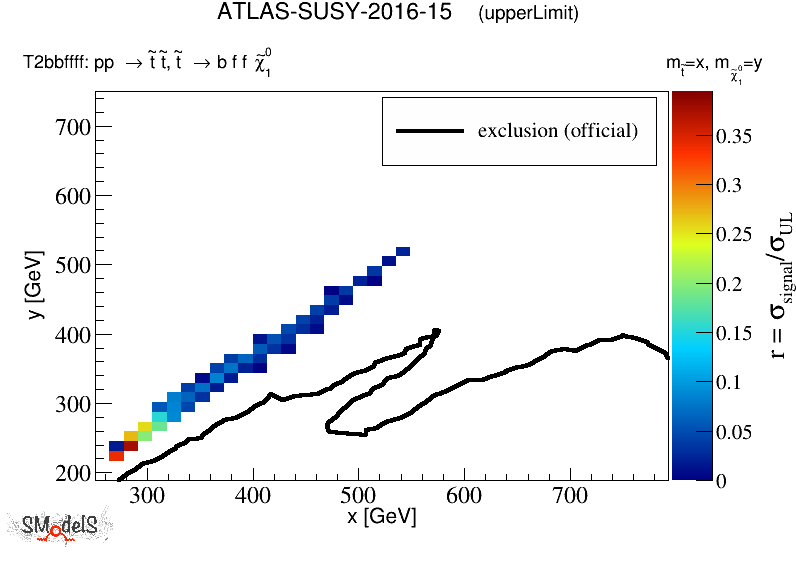 ATLAS-SUSY-2016-15 (upperLimit)
T2bbffff: pp → t̃ t̃, t̃ → b f f χ̃⁰₁
m_t̃=x, m_χ̃⁰₁=y
exclusion (official)
700
600
500
400
300
200
y [GeV]
300 400 500 600 700
x [GeV]
0.35
0.3
0.25
0.2
0.15
0.1
0.05
0
r = σ_signal/σ_UL
SModelS